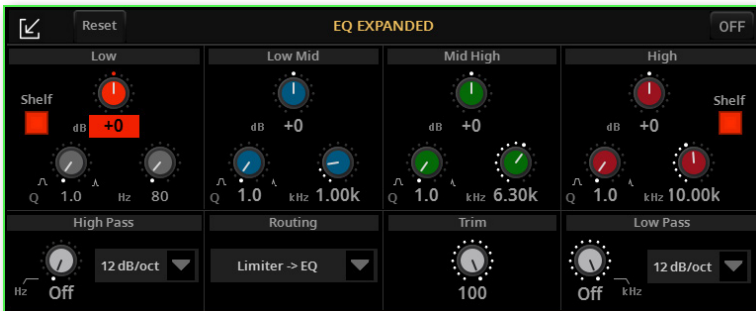 Reset EQ EXPANDED OFF
Low Low Mid Mid High High
Shelf Shelf
dB +0 +0 dB +0 dB +0
Q 1.0 Hz 80 Q 1.0 kHz 1.00k Q 1.0 kHz 6.30k Q 1.0 kHz 10.00k
High Pass Routing Trim Low Pass
12 dB/oct Limiter -> EQ 12 dB/oct
Hz Off 100 Off kHz